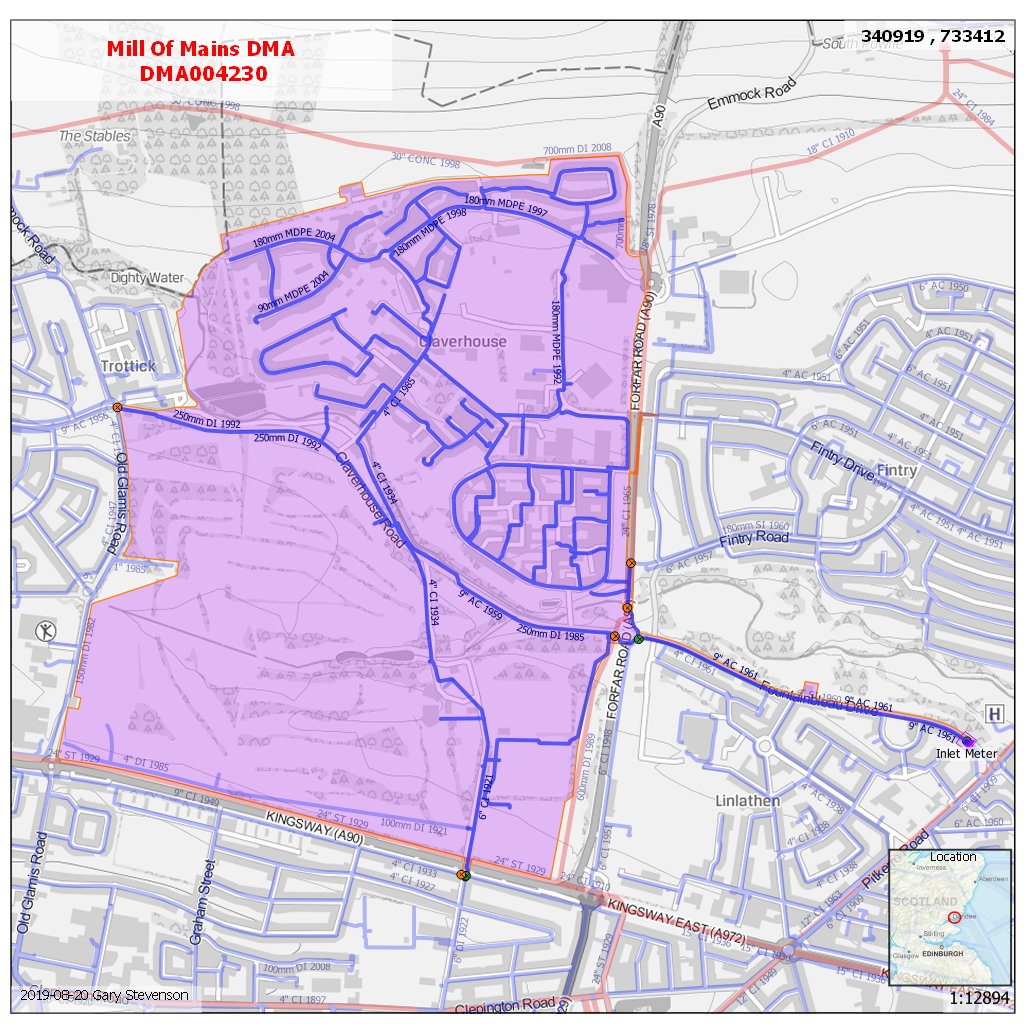 Mill Of Mains DMA
DMA004230
340919 , 733412
South Powrie
Emmock Road
A90
24" CI 1984
18" CI 1910
30" CONC 1998
The Stables
700mm DI 2008
30" CONC 1998
180mm MDPE 1997
180mm MDPE 1998
180mm MDPE 2004
90mm MDPE 2004
700mm
18" SI 1978
Dighty Water
6" AC 1950
6" AC 1951
4" AC 1951
4" AC 1951
6" AC 1951
4" AC 1951
6" AC 1951
4" AC 1951
Trottick
Claverhouse
180mm MDPE 1992
FORFAR ROAD (A90)
4" CI 1985
9" AC 1956
250mm DI 1992
250mm DI 1992
Claverhouse Road
4" CI 1934
Old Glamis Road
4" CI 1947
1" 1985
Fintry Drive
1947
Fintry
24" CI 1965
180mm SI 1960
Fintry Road
6" AC 1957
4" AC 1951
4" AC 1951
4" CI 1934
9" AC 1959
250mm DI 1985
FORFAR ROAD (A90)
150mm DI 1982
4" CI 1961
9" AC 1961
4" ST 1960
9" AC 1961
Fountainbleau Drive
9" AC 1961
H
Inlet Meter
24" ST 1929
4" DI 1985
9" CI 1949
24" ST 1929
100mm DI 1921
KINGSWAY (A90)
6" CI 1921
600mm DI 1989
6" CI 1948
6" CI 1951
Linlathen
4" AC 1938
4" CI 1938
4" CI 1938
6" CI 1909
6" AC 1960
Pitkerro Road
4" CI 1933
4" CI 1927
24" ST 1929
24" CI 1910
KINGSWAY EAST (A972)
15" CI 1936
15" CI 1936
15" CI 1936
12" CI 1963
6" CI 1909
12" CI 1949
24" ST 1929
6" DI 1922
Old Glamis Road
Graham Street
100mm DI 2008
4" CI 1897
Clepington Road
Location
Inverness
Aberdeen
SCOTLAND
Dundee
Stirling
Glasgow
EDINBURGH
2019-08-20 Gary Stevenson
1:12894